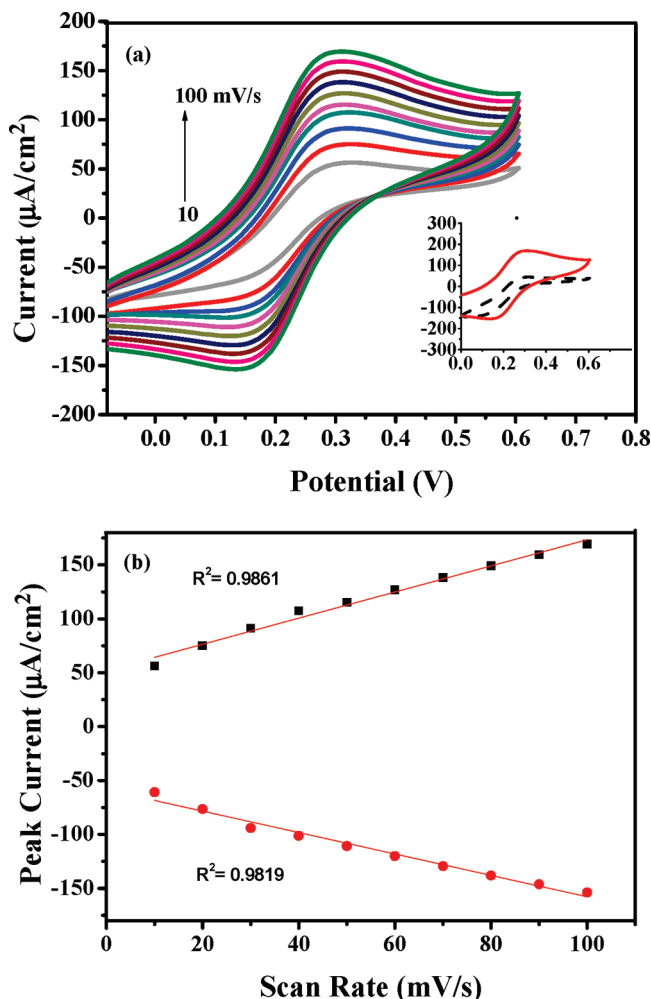 (a)
200
150
100
50
0
-50
-100
-150
-200
100 mV/s
10
Current (µA/cm²)
300
200
100
0
-100
-200
-300
0.0 0.2 0.4 0.6
0.0 0.1 0.2 0.3 0.4 0.5 0.6 0.7 0.8
Potential (V)
(b)
150
100
50
0
-50
-100
-150
R²= 0.9861
R²= 0.9819
Peak Current (µA/cm²)
20 40 60 80 100
Scan Rate (mV/s)